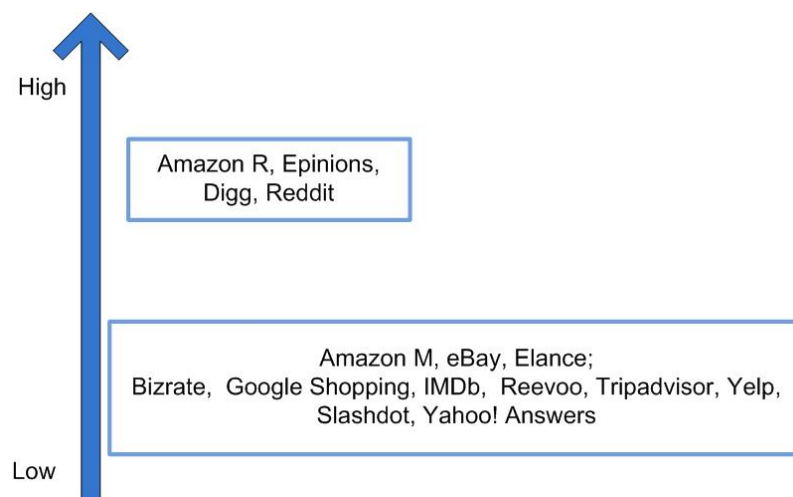 High
Amazon R, Epinions,
Digg, Reddit
Amazon M, eBay, Elance;
Bizrate, Google Shopping, IMDb, Reevoo, Tripadvisor, Yelp,
Slashdot, Yahoo! Answers
Low